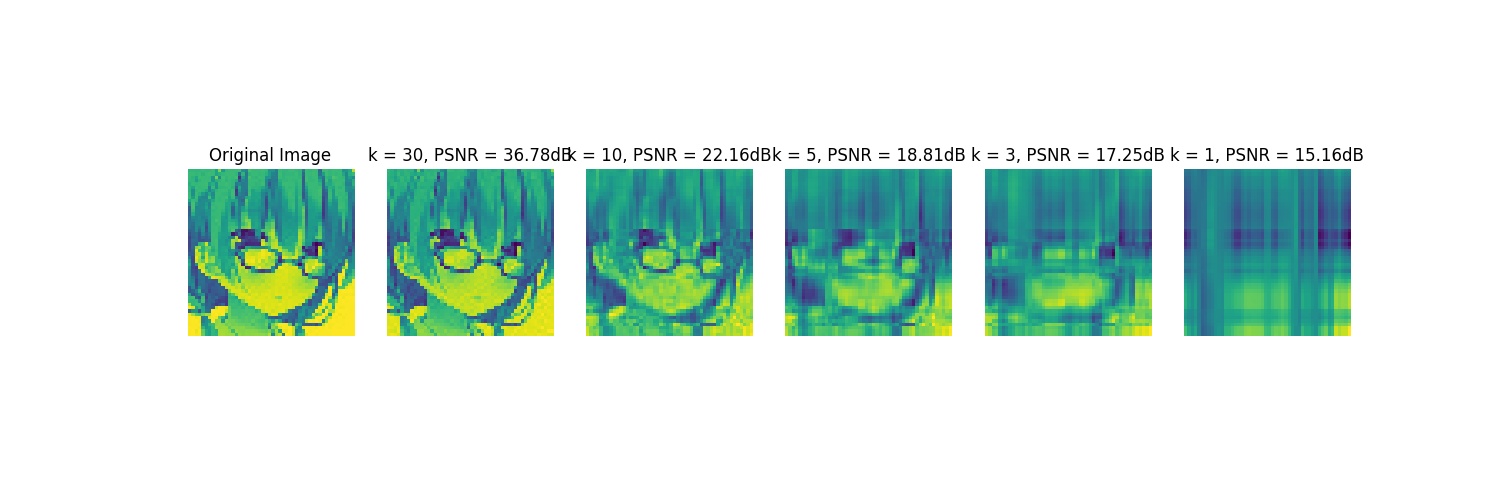 Original Image
k = 30, PSNR = 36.78dB
k = 10, PSNR = 22.16dB
k = 5, PSNR = 18.81dB
k = 3, PSNR = 17.25dB
k = 1, PSNR = 15.16dB